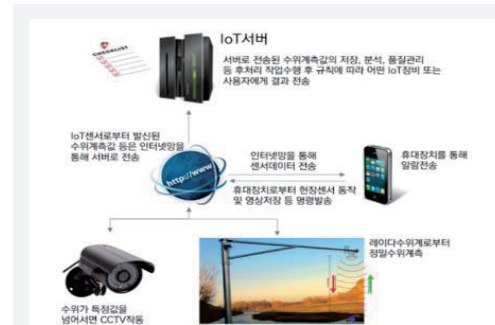 CHECKLIST
IoT서버
서버로 전송된 수위계측값의 저장, 분석, 품질관리
등 후처리 작업수행 후 규칙에 따라 어떤 IoT장비 또는
사용자에게 결과 전송
IoT센서로부터 발신된
수위계측값 등은 인터넷망을
통해 서버로 전송
http://www
인터넷망을 통해
센서데이터 전송
휴대장치로부터 현장센서 동작
및 영상저장 등 명령발송
휴대장치를 통해
알람전송
레이다수위계로부터
정밀수위계측
수위가 특정값을
넘어서면 CCTV작동